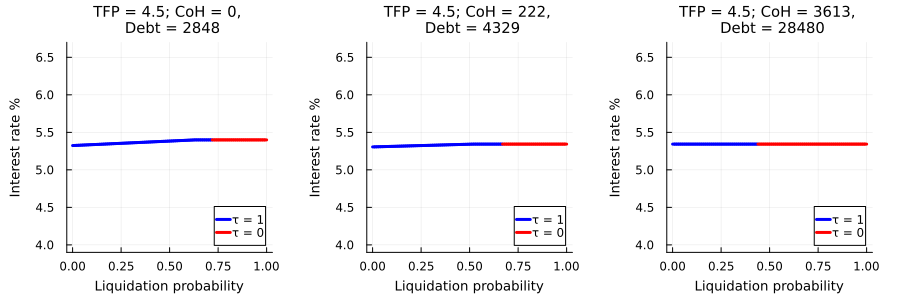 TFP = 4.5; CoH = 0,
Debt = 2848
Interest rate %
6.5
6.0
5.5
5.0
4.5
4.0
τ = 1
τ = 0
0.00 0.25 0.50 0.75 1.00
Liquidation probability
TFP = 4.5; CoH = 222,
Debt = 4329
Interest rate %
6.5
6.0
5.5
5.0
4.5
4.0
τ = 1
τ = 0
0.00 0.25 0.50 0.75 1.00
Liquidation probability
TFP = 4.5; CoH = 3613,
Debt = 28480
Interest rate %
6.5
6.0
5.5
5.0
4.5
4.0
τ = 1
τ = 0
0.00 0.25 0.50 0.75 1.00
Liquidation probability